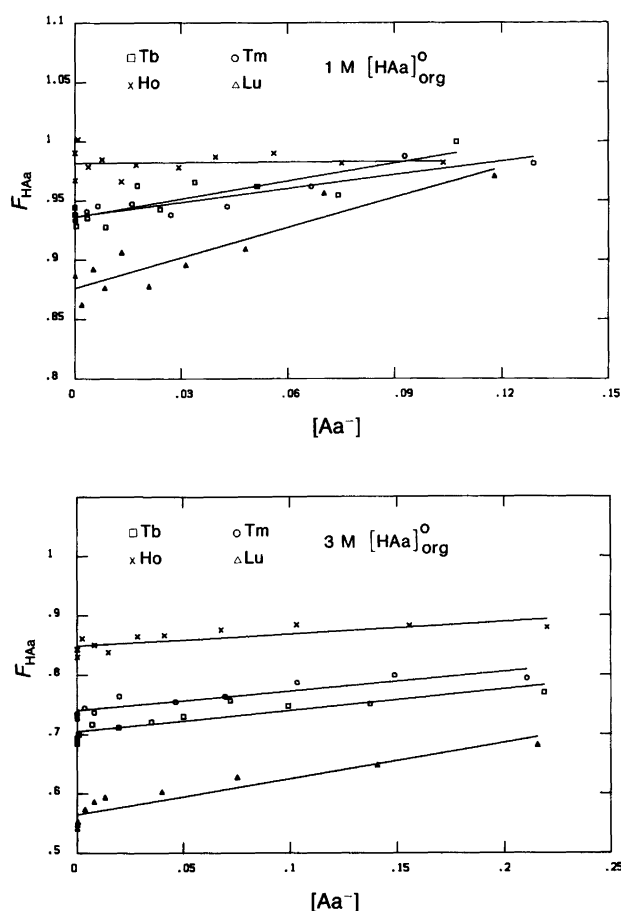 1.1
1.05
1
.95
.9
.85
.8
F_HAa
□ Tb ○ Tm
× Ho △ Lu
1 M [HAa]°org
0 .03 .06 .09 .12 .15
[Aa⁻]
1
.9
.8
.7
.6
.5
F_HAa
□ Tb ○ Tm
× Ho △ Lu
3 M [HAa]°org
0 .05 .1 .15 .2 .25
[Aa⁻]